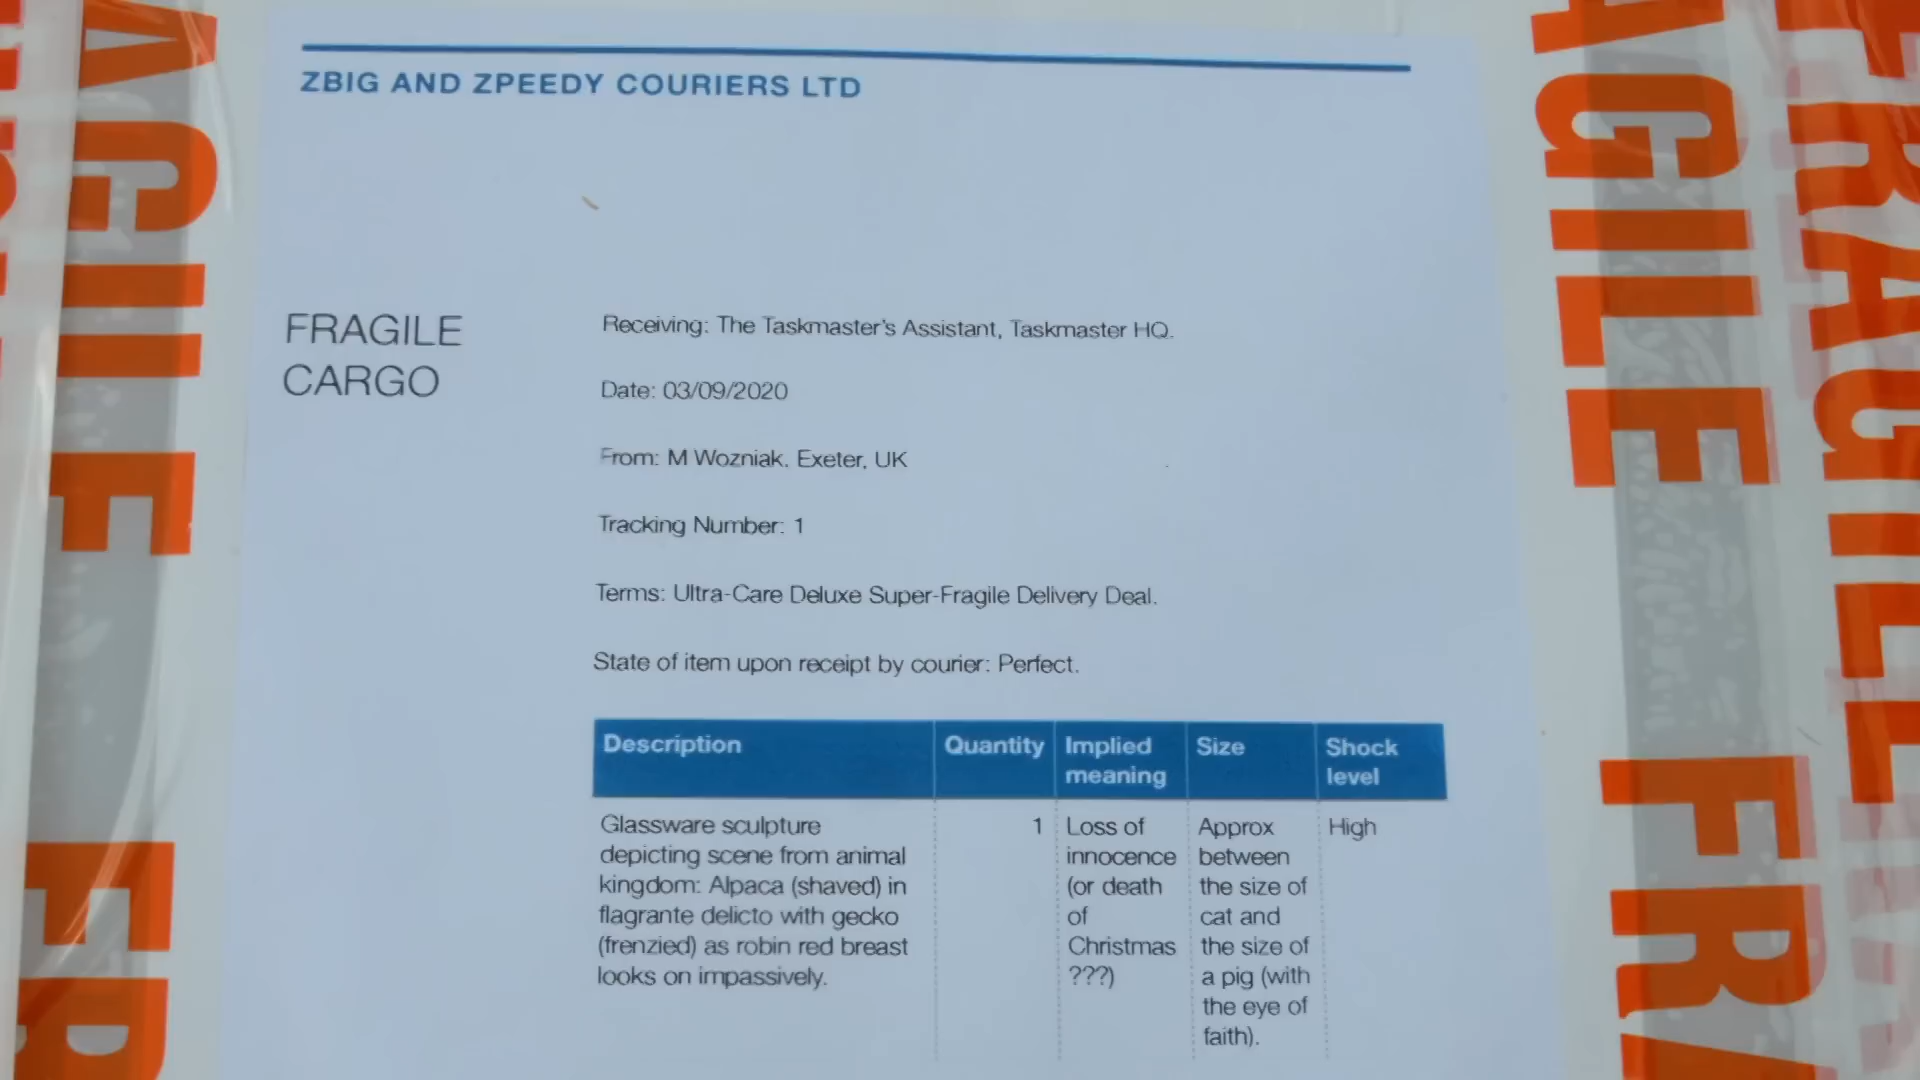 ZBIG AND ZPEEDY COURIERS LTD
FRAGILE
CARGO
Receiving: The Taskmaster's Assistant, Taskmaster HQ.
Date: 03/09/2020
From: M Wozniak. Exeter, UK
Tracking Number: 1
Terms: Ultra-Care Deluxe Super-Fragile Delivery Deal.
State of item upon receipt by courier: Perfect.
Description Quantity Implied meaning Size Shock level
Glassware sculpture
depicting scene from animal
kingdom: Alpaca (shaved) in
flagrante delicto with gecko
(frenzied) as robin red breast
looks on impassively.
1
Loss of
innocence
(or death
of
Christmas
???)
Approx
between
the size of
cat and
the size of
a pig (with
the eye of
faith).
High
AGILE
FR
AGILE
FRA
FRAGILE